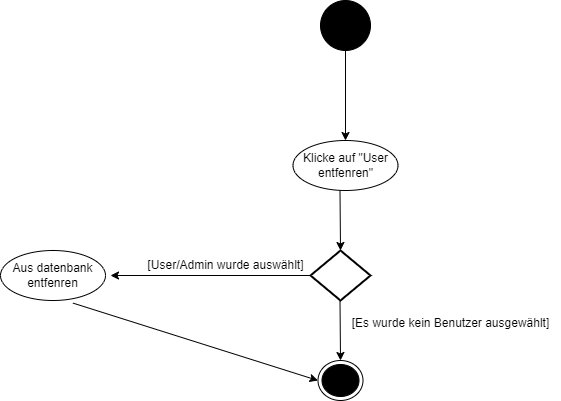 Klicke auf "User
entfenren"
[User/Admin wurde auswählt]
Aus datenbank
entfenren
[Es wurde kein Benutzer ausgewählt]